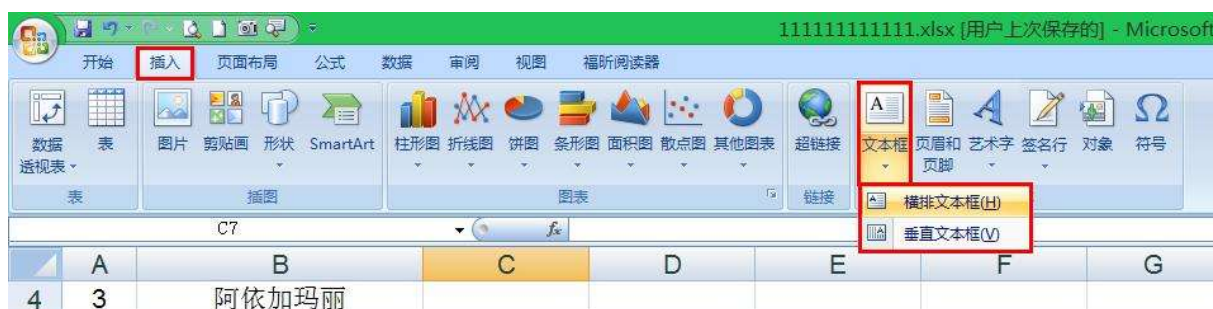 111111111111.xlsx [用户上次保存的] - Microsoft
开始 插入 页面布局 公式 数据 审阅 视图 福昕阅读器
数据透视表 表 图片 剪贴画 形状 SmartArt 柱形图 折线图 饼图 条形图 面积图 散点图 其他图表 超链接 文本框 页眉和页脚 艺术字 签名行 对象 符号
表 插图 图表 链接
横排文本框(H)
垂直文本框(V)
C7 fx
A B C D E F G
4 3 阿依加玛丽